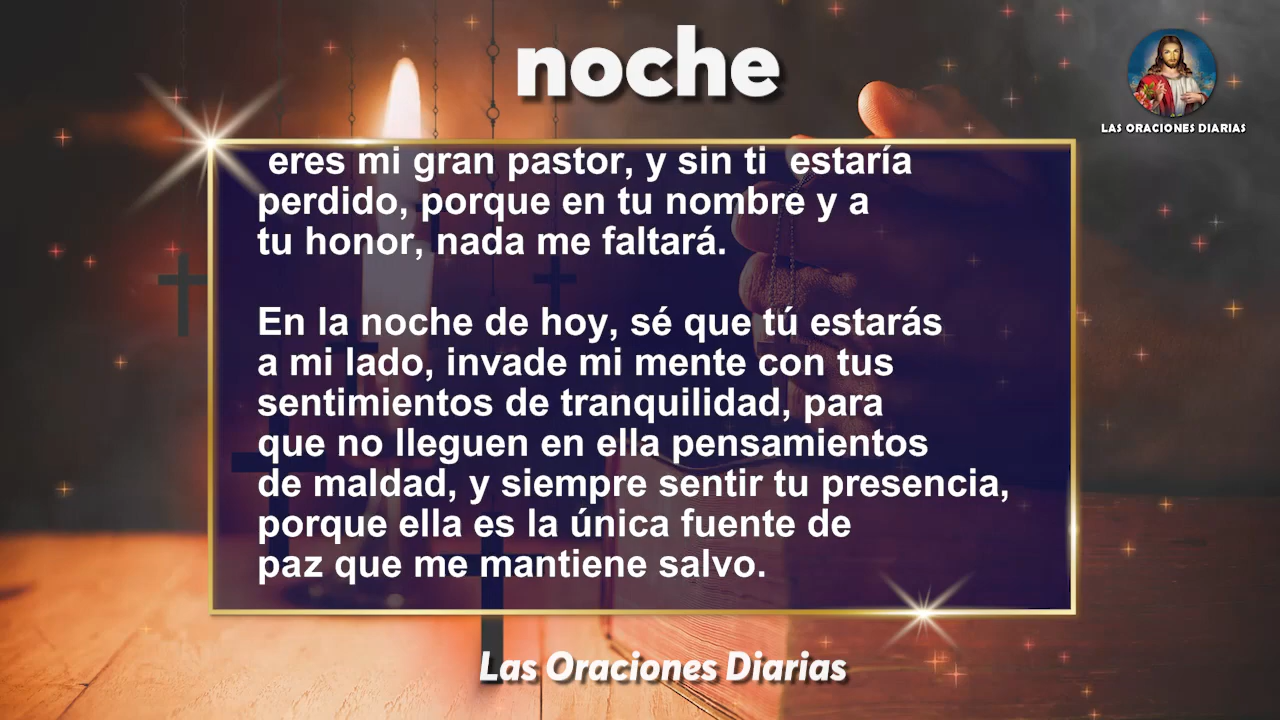 noche
LAS ORACIONES DIARIAS
eres mi gran pastor, y sin ti  estaría
perdido, porque en tu nombre y a
tu honor, nada me faltará.
En la noche de hoy, sé que tú estarás
a mi lado, invade mi mente con tus
sentimientos de tranquilidad, para
que no lleguen en ella pensamientos
de maldad, y siempre sentir tu presencia,
porque ella es la única fuente de
paz que me mantiene salvo.
Las Oraciones Diarias